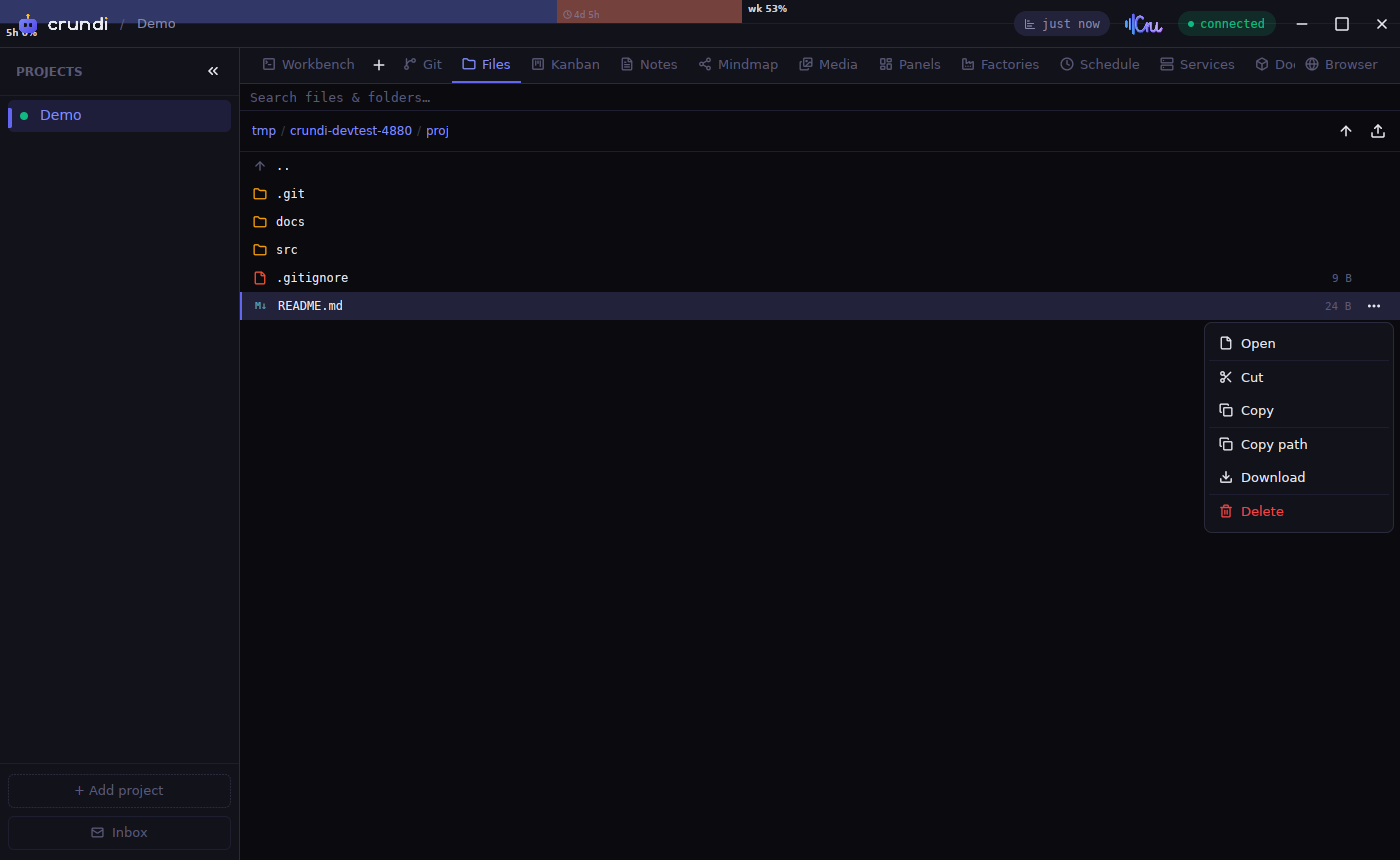 4d 5h
wk 53%
crundi / Demo
just now
Cru
connected
PROJECTS
Demo
+ Add project
Inbox
Workbench
Git
Files
Kanban
Notes
Mindmap
Media
Panels
Factories
Schedule
Services
Browser
Search files & folders…
tmp / crundi-devtest-4880 / proj
..
.git
docs
src
.gitignore 9 B
M↓ README.md 24 B
Open
Cut
Copy
Copy path
Download
Delete